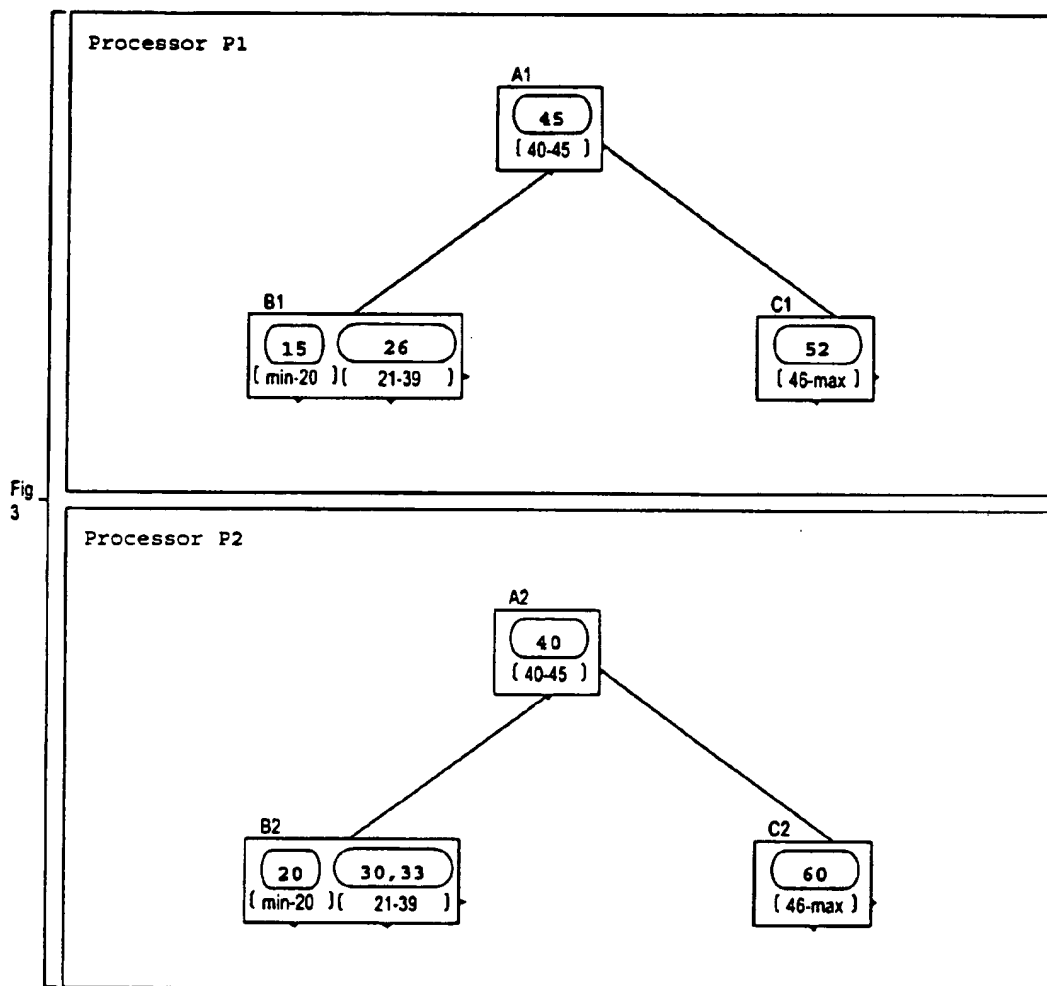 Processor P1
A1
45
( 40-45 )
B1
15 26
( min-20 )( 21-39 )
C1
52
( 46-max )
Fig
3
Processor P2
A2
40
( 40-45 )
B2
20 30,33
( min-20 )( 21-39 )
C2
60
( 46-max )